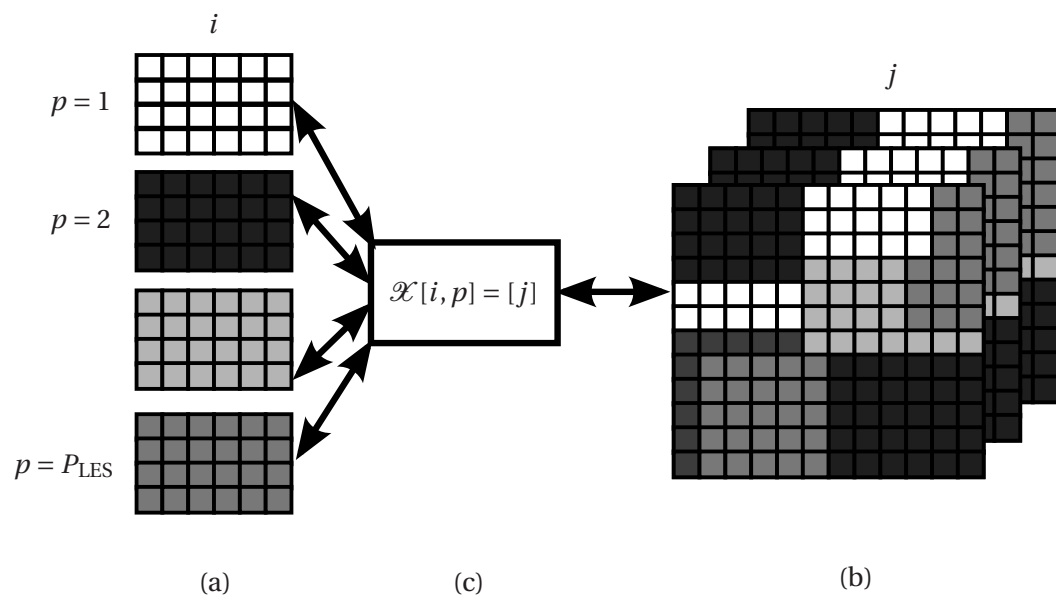 i
j
p = 1
p = 2
𝒳[i, p] = [j]
p = P_LES
(a)
(c)
(b)